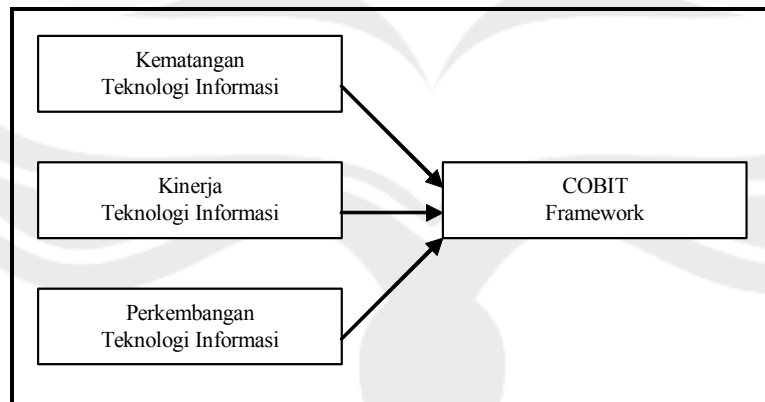 Kematangan
Teknologi Informasi
Kinerja
Teknologi Informasi
COBIT
Framework
Perkembangan
Teknologi Informasi